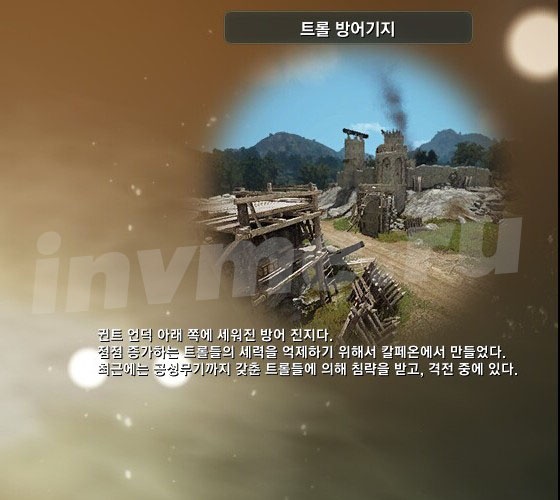 트롤 방어기지
invme.ru
퀸트 언덕 아래 쪽에 세워진 방어 진지다.
점점 증가하는 트롤들의 세력을 억제하기 위해서 칼페온에서 만들었다.
최근에는 공성무기까지 갖춘 트롤들에 의해 침략을 받고, 격전 중에 있다.